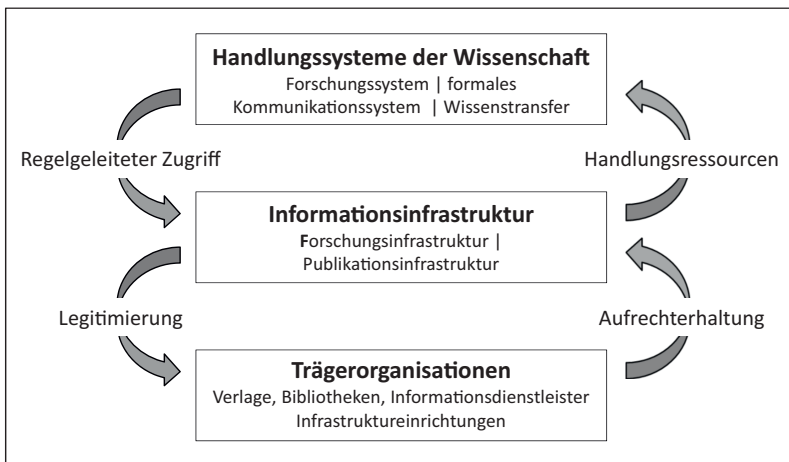 Handlungssysteme der Wissenschaft
Forschungssystem | formales
Kommunikationssystem | Wissenstransfer
Regelgeleiteter Zugriff
Handlungsressourcen
Informationsinfrastruktur
Forschungsinfrastruktur |
Publikationsinfrastruktur
Legitimierung
Aufrechterhaltung
Trägerorganisationen
Verlage, Bibliotheken, Informationsdienstleister
Infrastruktureinrichtungen